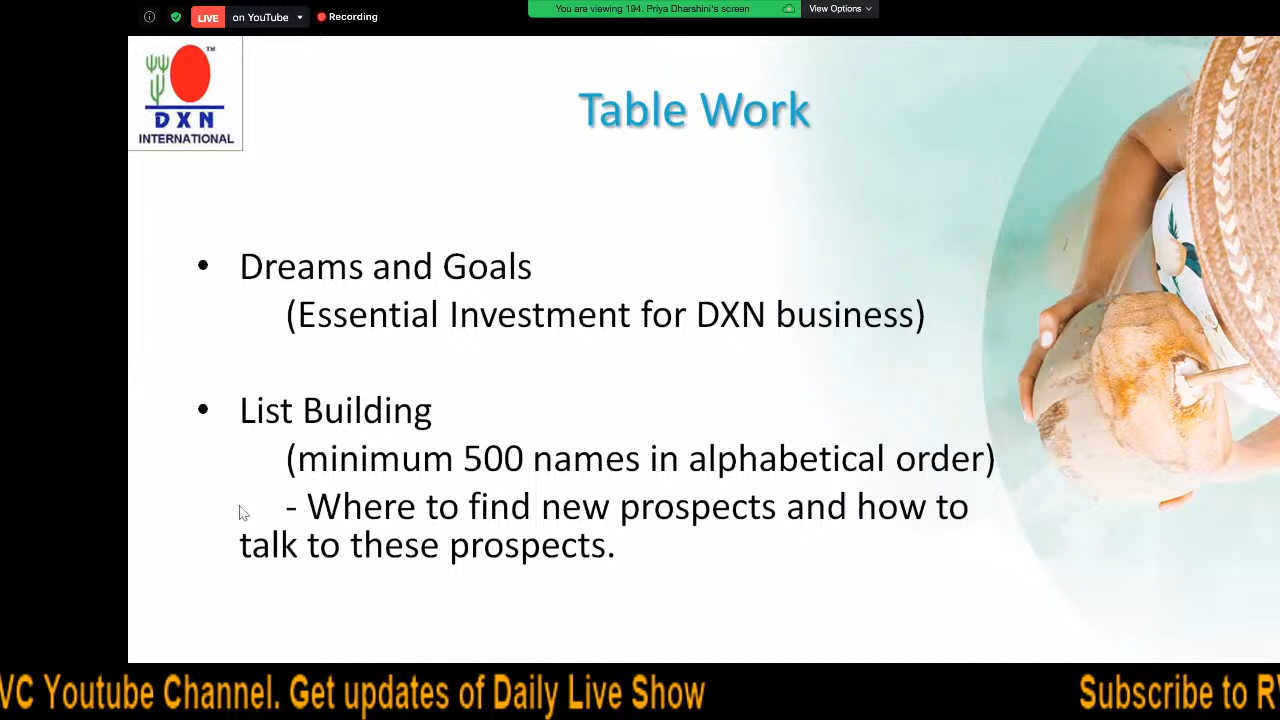 LIVE on YouTube Recording
You are viewing 194. Priya Dharshini's screen
View Options
TM
DXN
INTERNATIONAL
Table Work
• Dreams and Goals
(Essential Investment for DXN business)
• List Building
(minimum 500 names in alphabetical order)
- Where to find new prospects and how to
talk to these prospects.
VC Youtube Channel. Get updates of Daily Live Show Subscribe to R